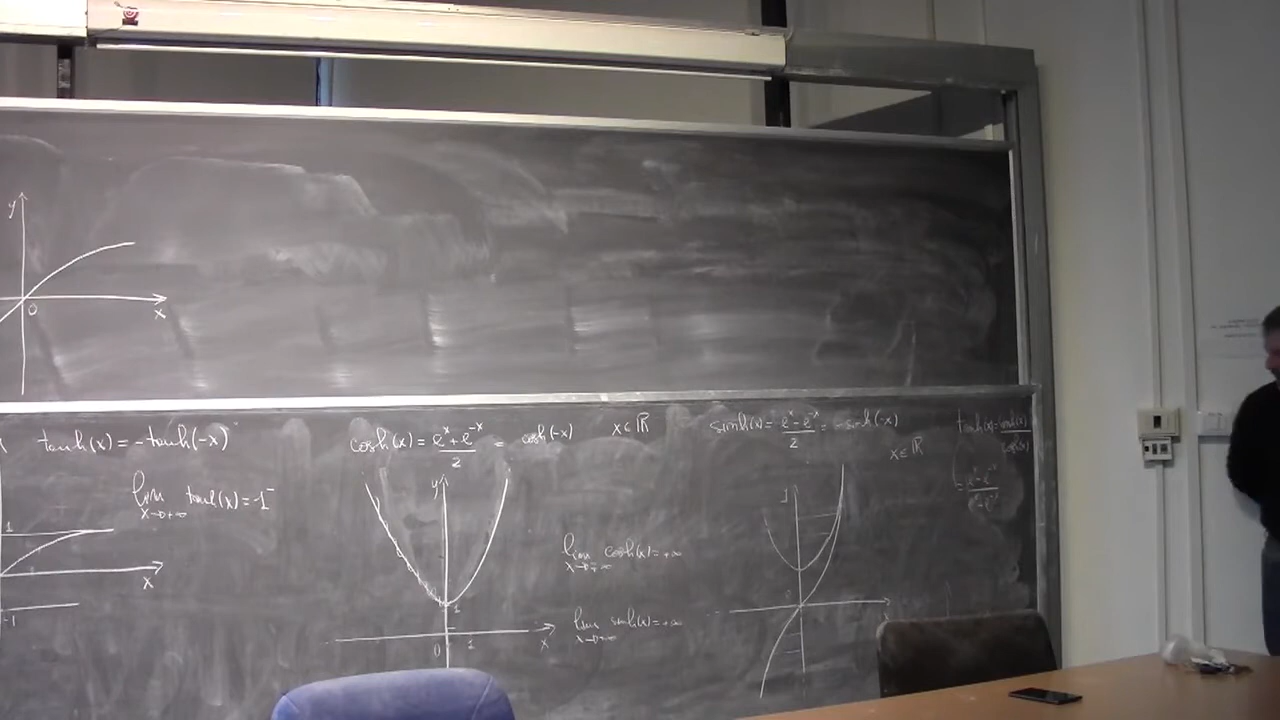 y
0
x
tanh(x) = -tanh(-x)
lim tanh(x) = 1⁻
x→+∞
1
x
-1
cosh(x) = (e^x + e^-x)/2 = cosh(-x)
x ∈ ℝ
y
1
0
1
x
lim cosh(x) = +∞
lim sinh(x) = +∞
sinh(x) = (e^x - e^-x)/2 = -sinh(-x)
x ∈ ℝ
tanh(x) = sinh(x)/cosh(x)